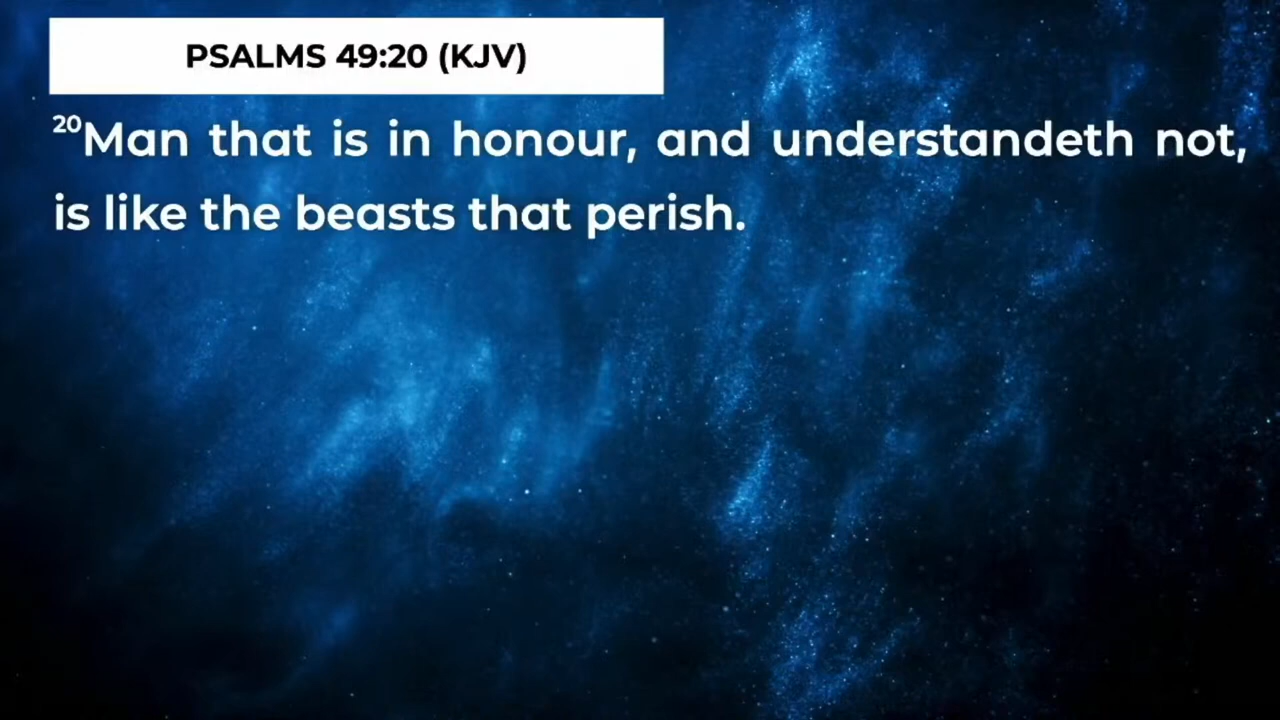 PSALMS 49:20 (KJV)
20Man that is in honour, and understandeth not,
is like the beasts that perish.